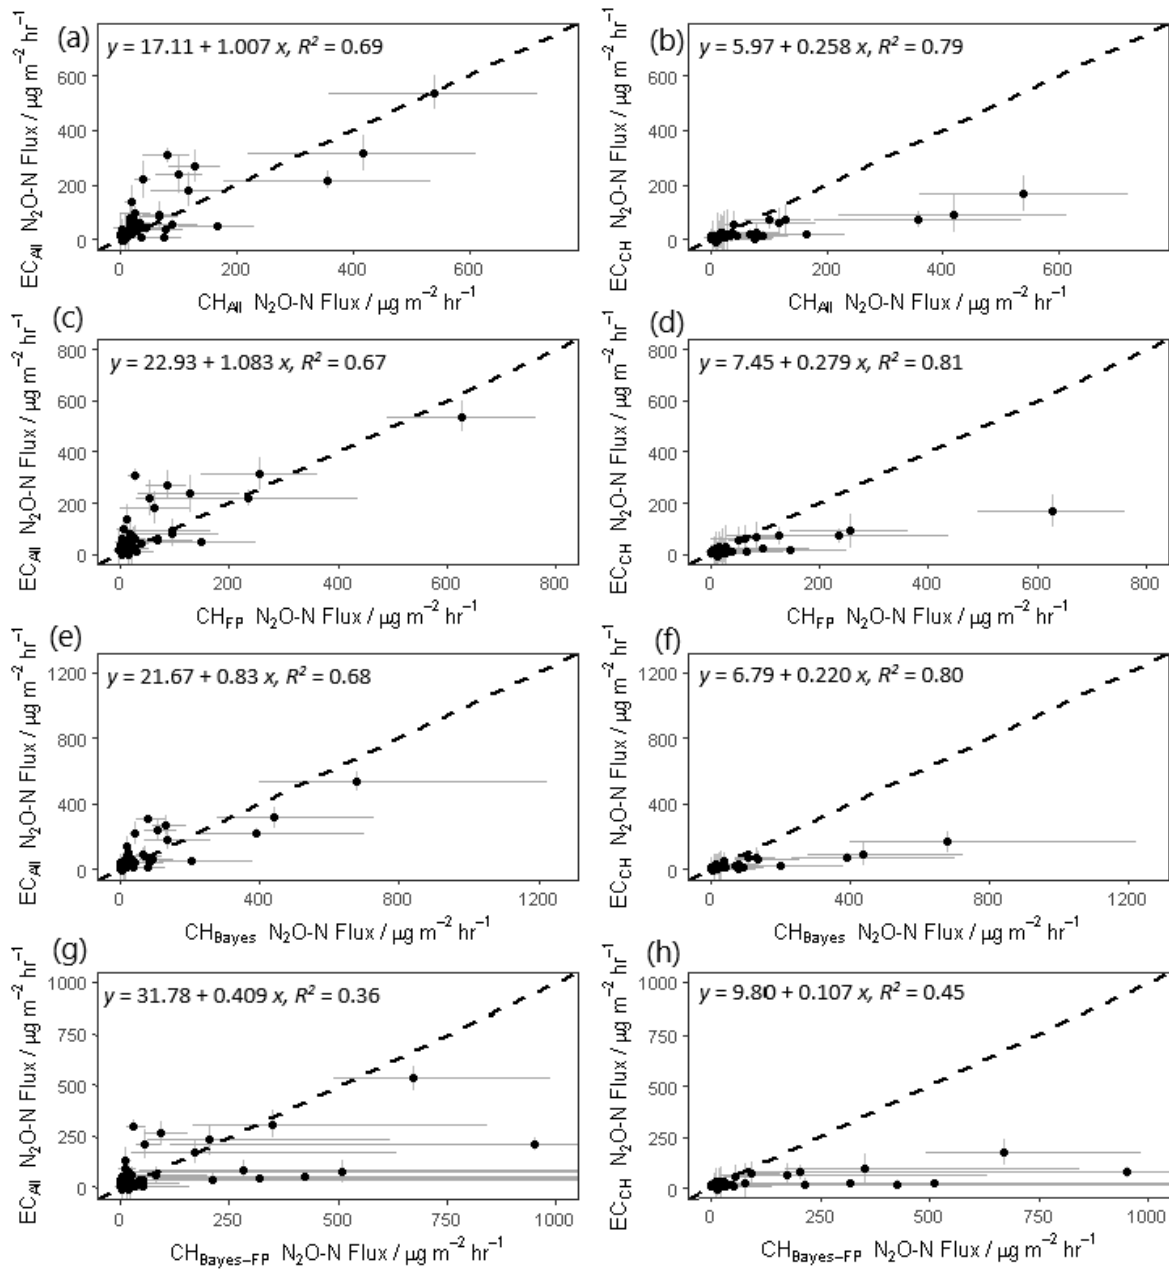 (a)
y = 17.11 + 1.007 x, R² = 0.69
600
400
200
0
0 200 400 600
EC_All N₂O-N Flux / μg m⁻² hr⁻¹
CH_All N₂O-N Flux / μg m⁻² hr⁻¹
(b)
y = 5.97 + 0.258 x, R² = 0.79
600
400
200
0
0 200 400 600
EC_CH N₂O-N Flux / μg m⁻² hr⁻¹
CH_All N₂O-N Flux / μg m⁻² hr⁻¹
(c)
y = 22.93 + 1.083 x, R² = 0.67
800
600
400
200
0
0 200 400 600 800
EC_All N₂O-N Flux / μg m⁻² hr⁻¹
CH_FP N₂O-N Flux / μg m⁻² hr⁻¹
(d)
y = 7.45 + 0.279 x, R² = 0.81
800
600
400
200
0
0 200 400 600 800
EC_CH N₂O-N Flux / μg m⁻² hr⁻¹
CH_FP N₂O-N Flux / μg m⁻² hr⁻¹
(e)
y = 21.67 + 0.83 x, R² = 0.68
1200
800
400
0
0 400 800 1200
EC_All N₂O-N Flux / μg m⁻² hr⁻¹
CH_Bayes N₂O-N Flux / μg m⁻² hr⁻¹
(f)
y = 6.79 + 0.220 x, R² = 0.80
1200
800
400
0
0 400 800 1200
EC_CH N₂O-N Flux / μg m⁻² hr⁻¹
CH_Bayes N₂O-N Flux / μg m⁻² hr⁻¹
(g)
y = 31.78 + 0.409 x, R² = 0.36
1000
750
500
250
0
0 250 500 750 1000
EC_All N₂O-N Flux / μg m⁻² hr⁻¹
CH_Bayes–FP N₂O-N Flux / μg m⁻² hr⁻¹
(h)
y = 9.80 + 0.107 x, R² = 0.45
1000
750
500
250
0
0 250 500 750 1000
EC_CH N₂O-N Flux / μg m⁻² hr⁻¹
CH_Bayes–FP N₂O-N Flux / μg m⁻² hr⁻¹